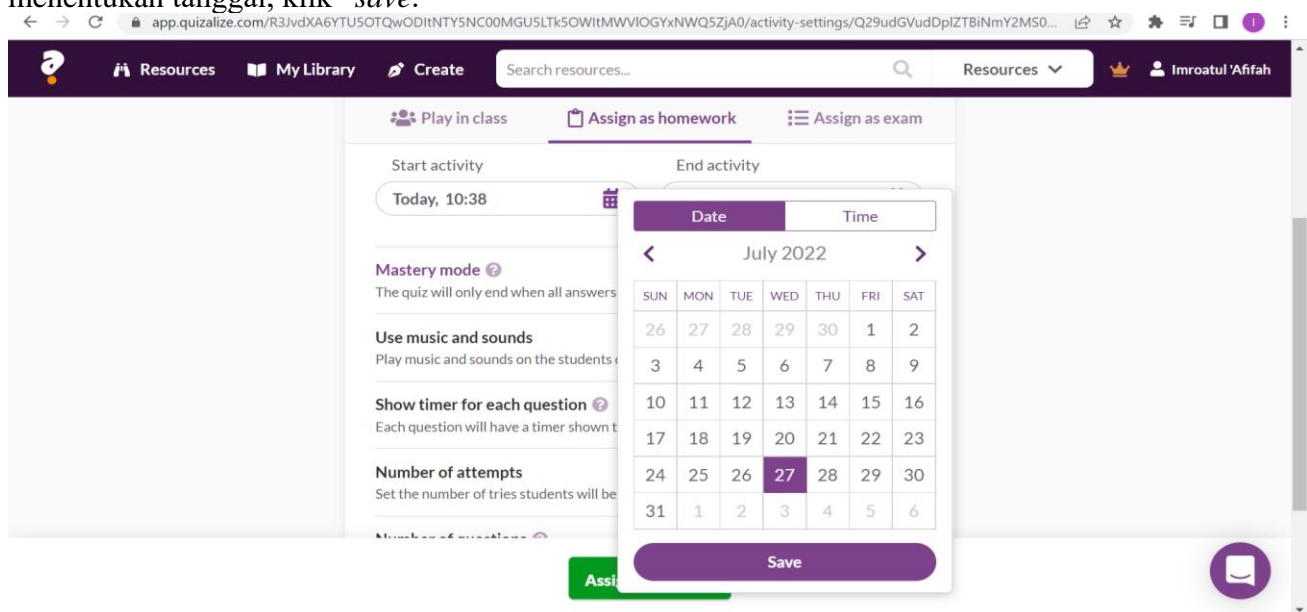 menentukan tanggal, klik "save.
app.quizalize.com/R3JvdXA6YTU5OTQwODItNTY5NC00MGU5LTk5OWItMWVlOGYxNWQ5ZjA0/activity-settings/Q29udGVudDplZTBiNmY2MS0...
Resources My Library Create Search resources... Resources Imroatul 'Afifah
Play in class Assign as homework Assign as exam
Start activity End activity
Today, 10:38
Date Time
July 2022
Mastery mode
The quiz will only end when all answers
SUN MON TUE WED THU FRI SAT
26 27 28 29 30 1 2
Use music and sounds
Play music and sounds on the students
3 4 5 6 7 8 9
Show timer for each question
10 11 12 13 14 15 16
Each question will have a timer shown t
17 18 19 20 21 22 23
Number of attempts
24 25 26 27 28 29 30
Set the number of tries students will be
31 1 2 3 4 5 6
Number of questions
Save
Assi